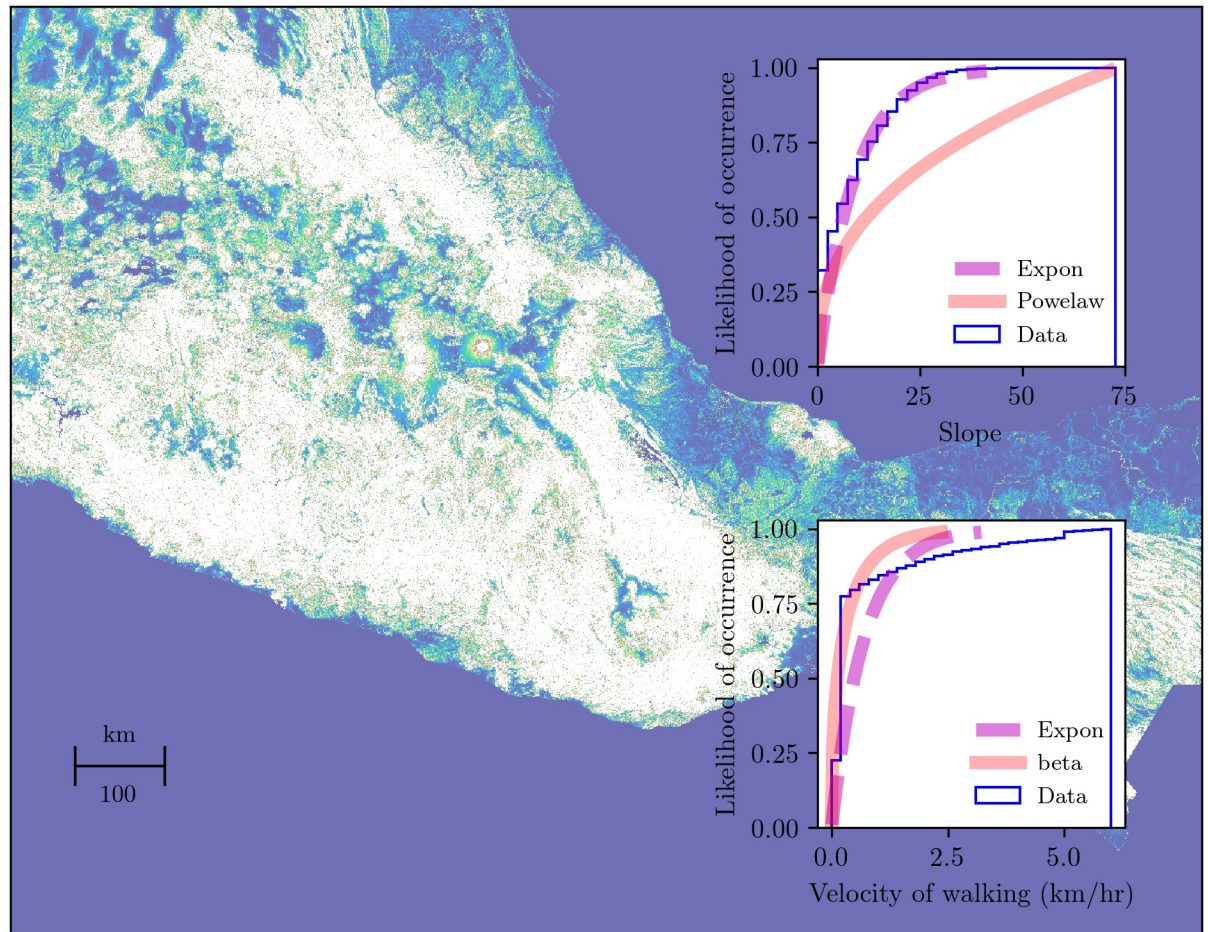 1.00
0.75
0.50
0.25
0.00
Likelihood of occurrence
Expon
Powelaw
Data
0
25
50
75
Slope
1.00
0.75
0.50
0.25
0.00
Likelihood of occurrence
Expon
beta
Data
0.0
2.5
5.0
Velocity of walking (km/hr)
km
100